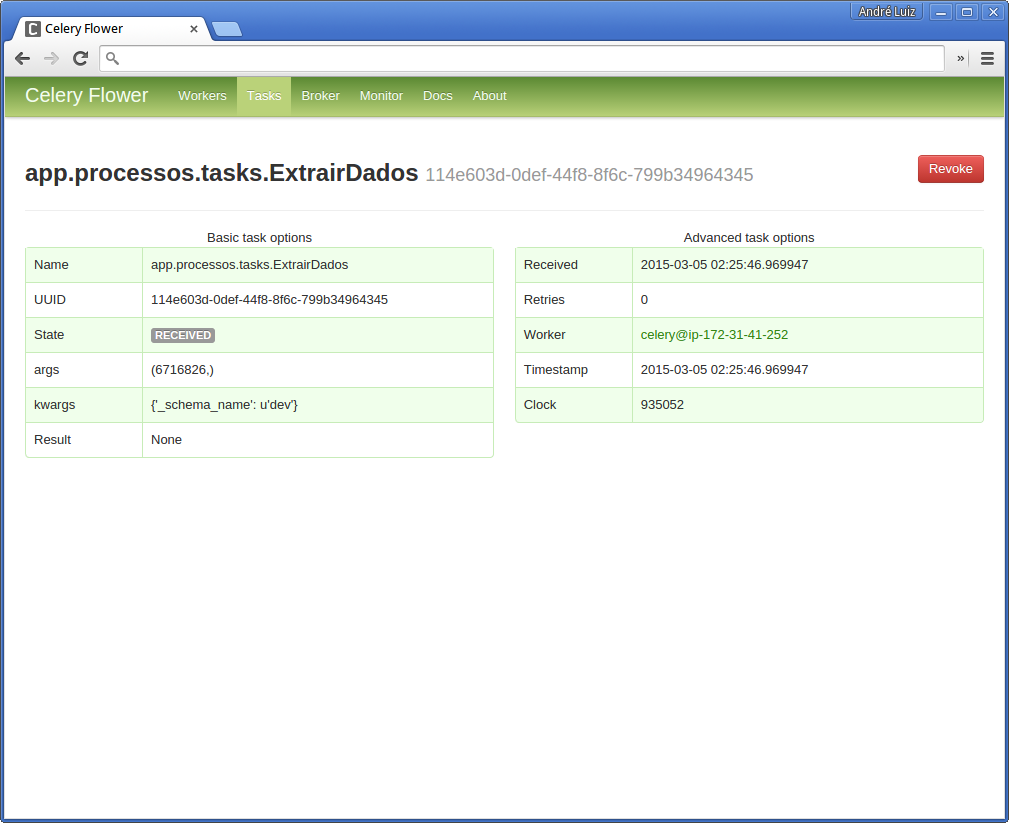 André Luiz
Celery Flower
Celery Flower Workers Tasks Broker Monitor Docs About
app.processos.tasks.ExtrairDados 114e603d-0def-44f8-8f6c-799b34964345
Revoke
Basic task options
Name app.processos.tasks.ExtrairDados
UUID 114e603d-0def-44f8-8f6c-799b34964345
State RECEIVED
args (6716826,)
kwargs {'_schema_name': u'dev'}
Result None
Advanced task options
Received 2015-03-05 02:25:46.969947
Retries 0
Worker celery@ip-172-31-41-252
Timestamp 2015-03-05 02:25:46.969947
Clock 935052